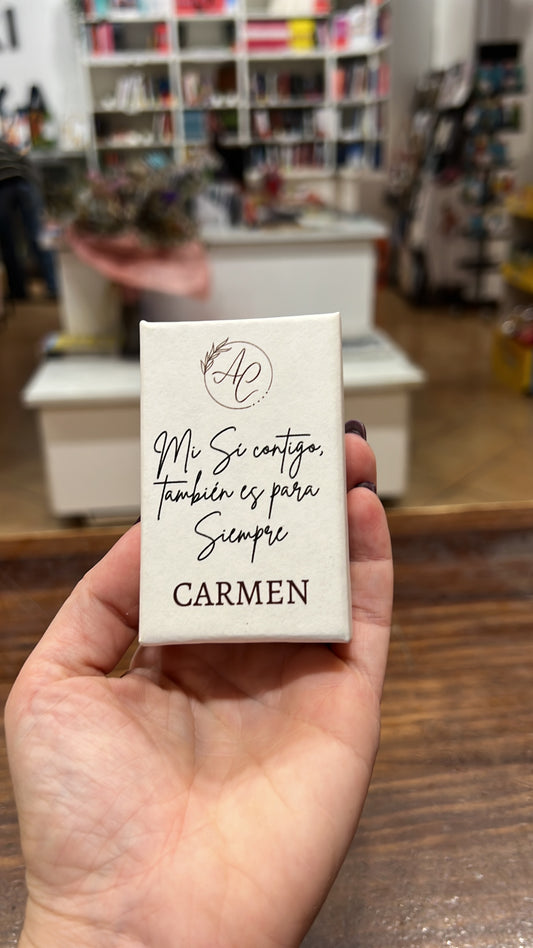 AC
Mi Sí contigo,
también es para
Siempre
CARMEN